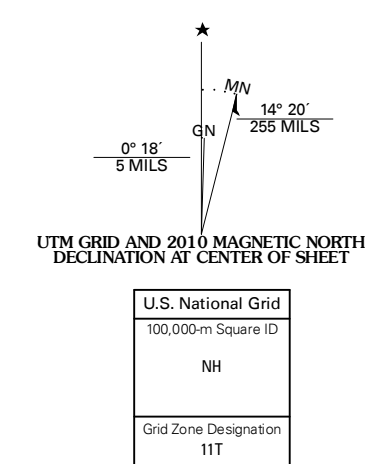 ★
MN
GN
14° 20´
255 MILS
0° 18´
5 MILS
UTM GRID AND 2010 MAGNETIC NORTH
DECLINATION AT CENTER OF SHEET
U.S. National Grid
100,000-m Square ID
NH
Grid Zone Designation
11T